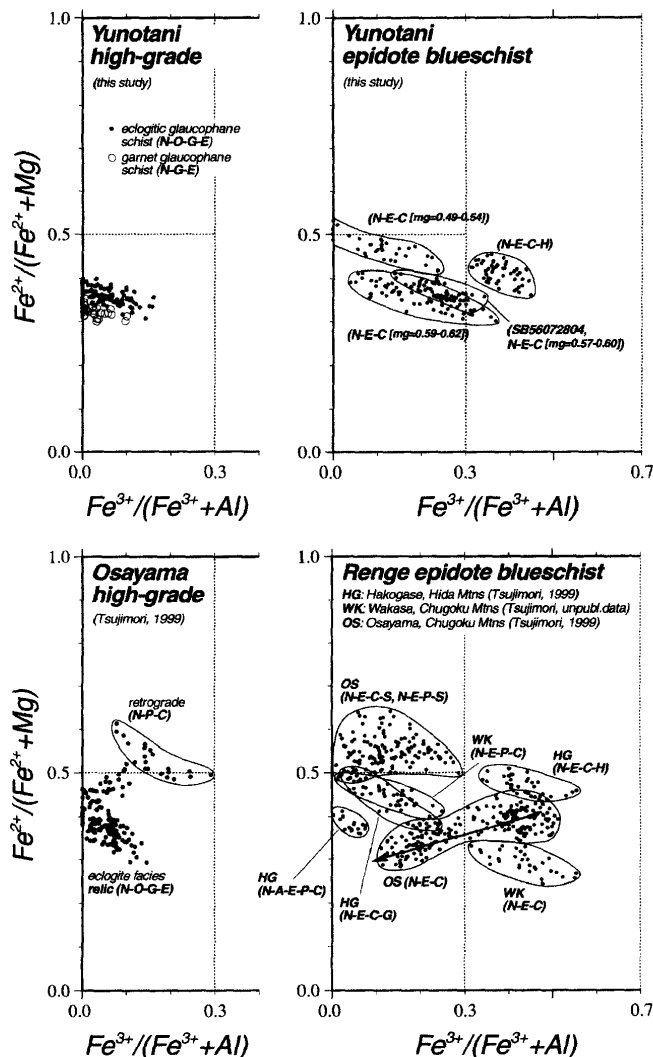 1.0
Yunotani
high-grade
(this study)
eclogitic glaucophane
schist (N-O-G-E)
garnet glaucophane
schist (N-G-E)
0.5
0.0
0.0
0.3
Fe2+/(Fe2++Mg)
Fe3+/(Fe3++Al)
1.0
Yunotani
epidote blueschist
(this study)
(N-E-C [mg=0.49-0.54])
(N-E-C-H)
0.5
(N-E-C [mg=0.59-0.62])
(SB56072804,
N-E-C [mg=0.57-0.60])
0.0
0.0
0.3
0.7
Fe3+/(Fe3++Al)
1.0
Osayama
high-grade
(Tsujimori, 1999)
retrograde
(N-P-C)
0.5
eclogite facies
relic (N-O-G-E)
0.0
0.0
0.3
Fe2+/(Fe2++Mg)
Fe3+/(Fe3++Al)
1.0
Renge epidote blueschist
HG: Hakogase, Hida Mtns (Tsujimori, 1999)
WK: Wakasa, Chugoku Mtns (Tsujimori, unpubl.data)
OS: Osayama, Chugoku Mtns (Tsujimori, 1999)
OS
(N-E-C-S, N-E-P-S)
WK
(N-E-P-C)
HG
(N-E-C-H)
0.5
HG
(N-A-E-P-C)
HG
(N-E-C-G)
OS (N-E-C)
WK
(N-E-C)
0.0
0.0
0.3
0.7
Fe3+/(Fe3++Al)